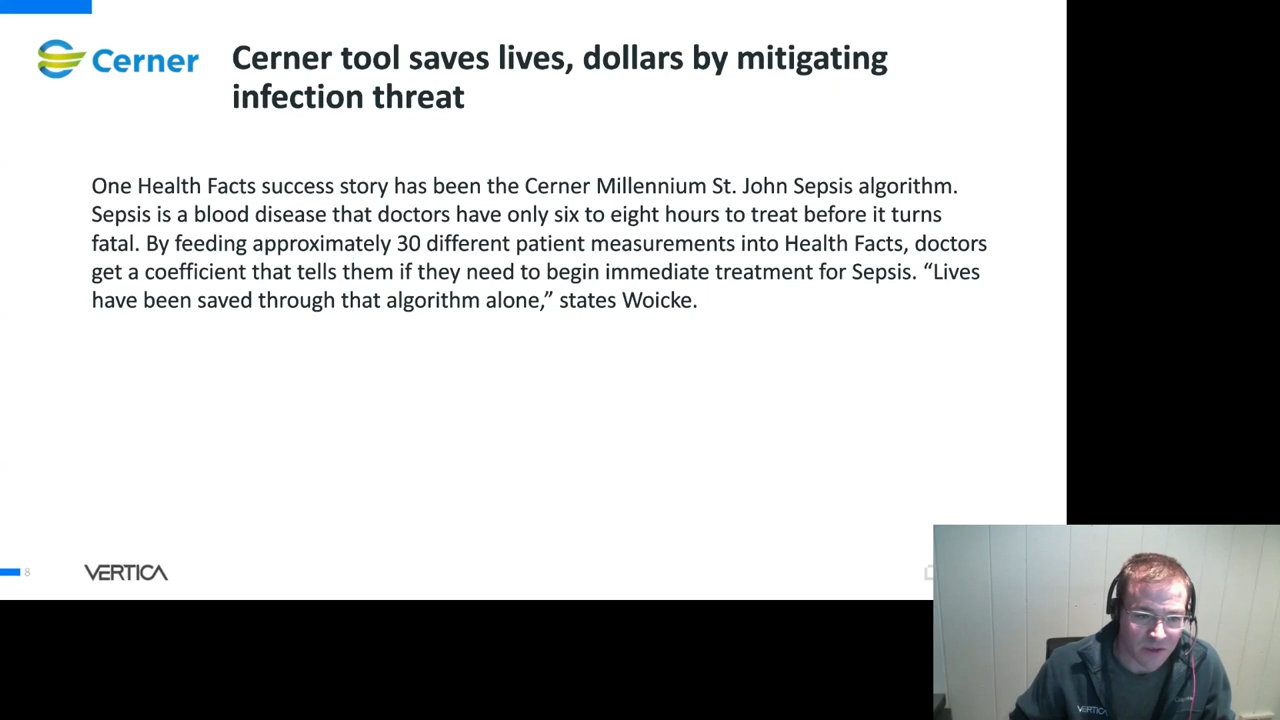 Cerner
Cerner tool saves lives, dollars by mitigating
infection threat
One Health Facts success story has been the Cerner Millennium St. John Sepsis algorithm.
Sepsis is a blood disease that doctors have only six to eight hours to treat before it turns
fatal. By feeding approximately 30 different patient measurements into Health Facts, doctors
get a coefficient that tells them if they need to begin immediate treatment for Sepsis. “Lives
have been saved through that algorithm alone,” states Woicke.
8
VERTICA
VERTICA